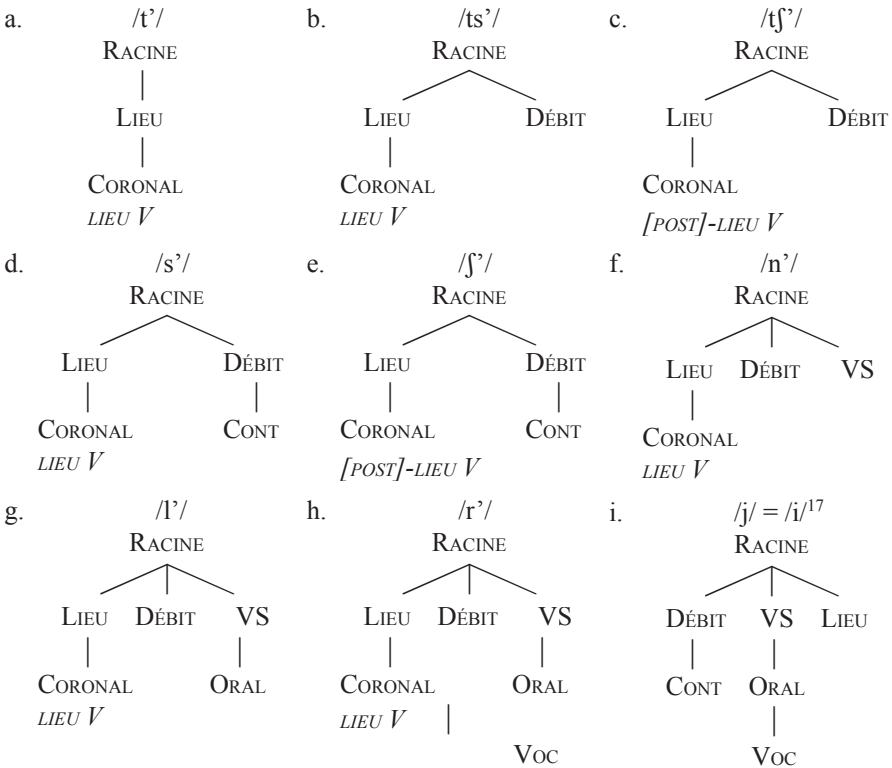 a. /t’/ b. /ts’/ c. /tʃ’/
RACINE RACINE RACINE
LIEU LIEU DÉBIT LIEU DÉBIT
CORONAL CORONAL CORONAL
LIEU V LIEU V [POST]-LIEU V
d. /s’/ e. /ʃ’/ f. /n’/
RACINE RACINE RACINE
LIEU DÉBIT LIEU DÉBIT LIEU DÉBIT VS
CORONAL CONT CORONAL CONT CORONAL
LIEU V [POST]-LIEU V LIEU V
g. /l’/ h. /r’/ i. /j/ = /i/17
RACINE RACINE RACINE
LIEU DÉBIT VS LIEU DÉBIT VS DÉBIT VS LIEU
CORONAL ORAL CORONAL ORAL CONT ORAL
LIEU V LIEU V
VOC VOC